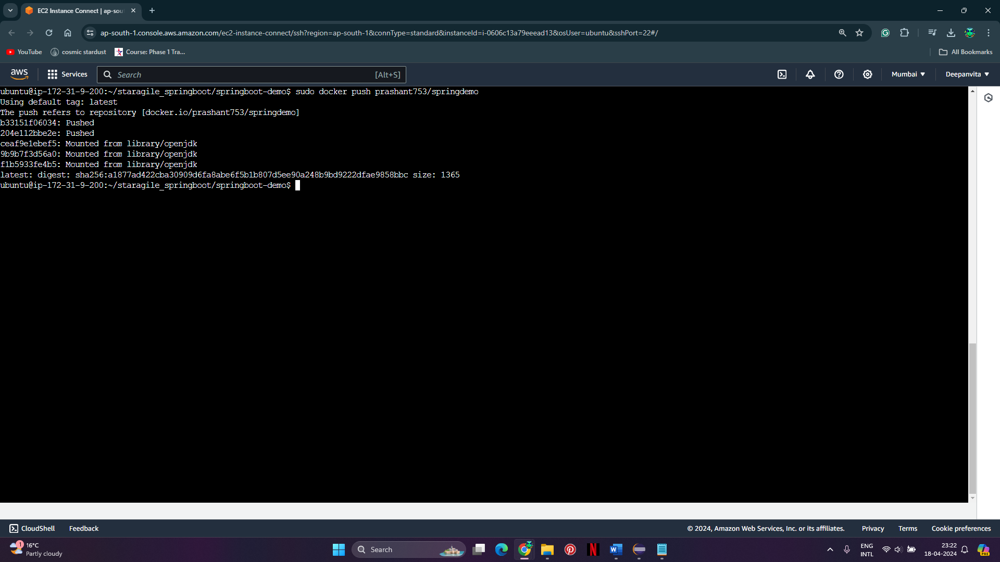 EC2 Instance Connect | ap-sou
ap-south-1.console.aws.amazon.com/ec2-instance-connect/ssh?region=ap-south-1&connType=standard&instanceId=i-0606c13a79eeead13&osUser=ubuntu&sshPort=22#/
YouTube cosmic stardust Course: Phase 1 Tra... All Bookmarks
aws Services Search [Alt+S] Mumbai Deepanvita
ubuntu@ip-172-31-9-200:~/staragile_springboot/springboot-demo$ sudo docker push prashant753/springdemo
Using default tag: latest
The push refers to repository [docker.io/prashant753/springdemo]
b33151f06034: Pushed
204e112bbe2e: Pushed
ceaf9e1ebef5: Mounted from library/openjdk
9b9b7f3d56a0: Mounted from library/openjdk
f1b5933fe4b5: Mounted from library/openjdk
latest: digest: sha256:a1877ad422cba30909d6fa8abe6f5b1b807d5ee90a248b9bd9222dfae9858bbc size: 1365
ubuntu@ip-172-31-9-200:~/staragile_springboot/springboot-demo$
CloudShell Feedback © 2024, Amazon Web Services, Inc. or its affiliates. Privacy Terms Cookie preferences
1 16°C
Partly cloudy
Search
ENG
INTL
23:22
18-04-2024
PRE